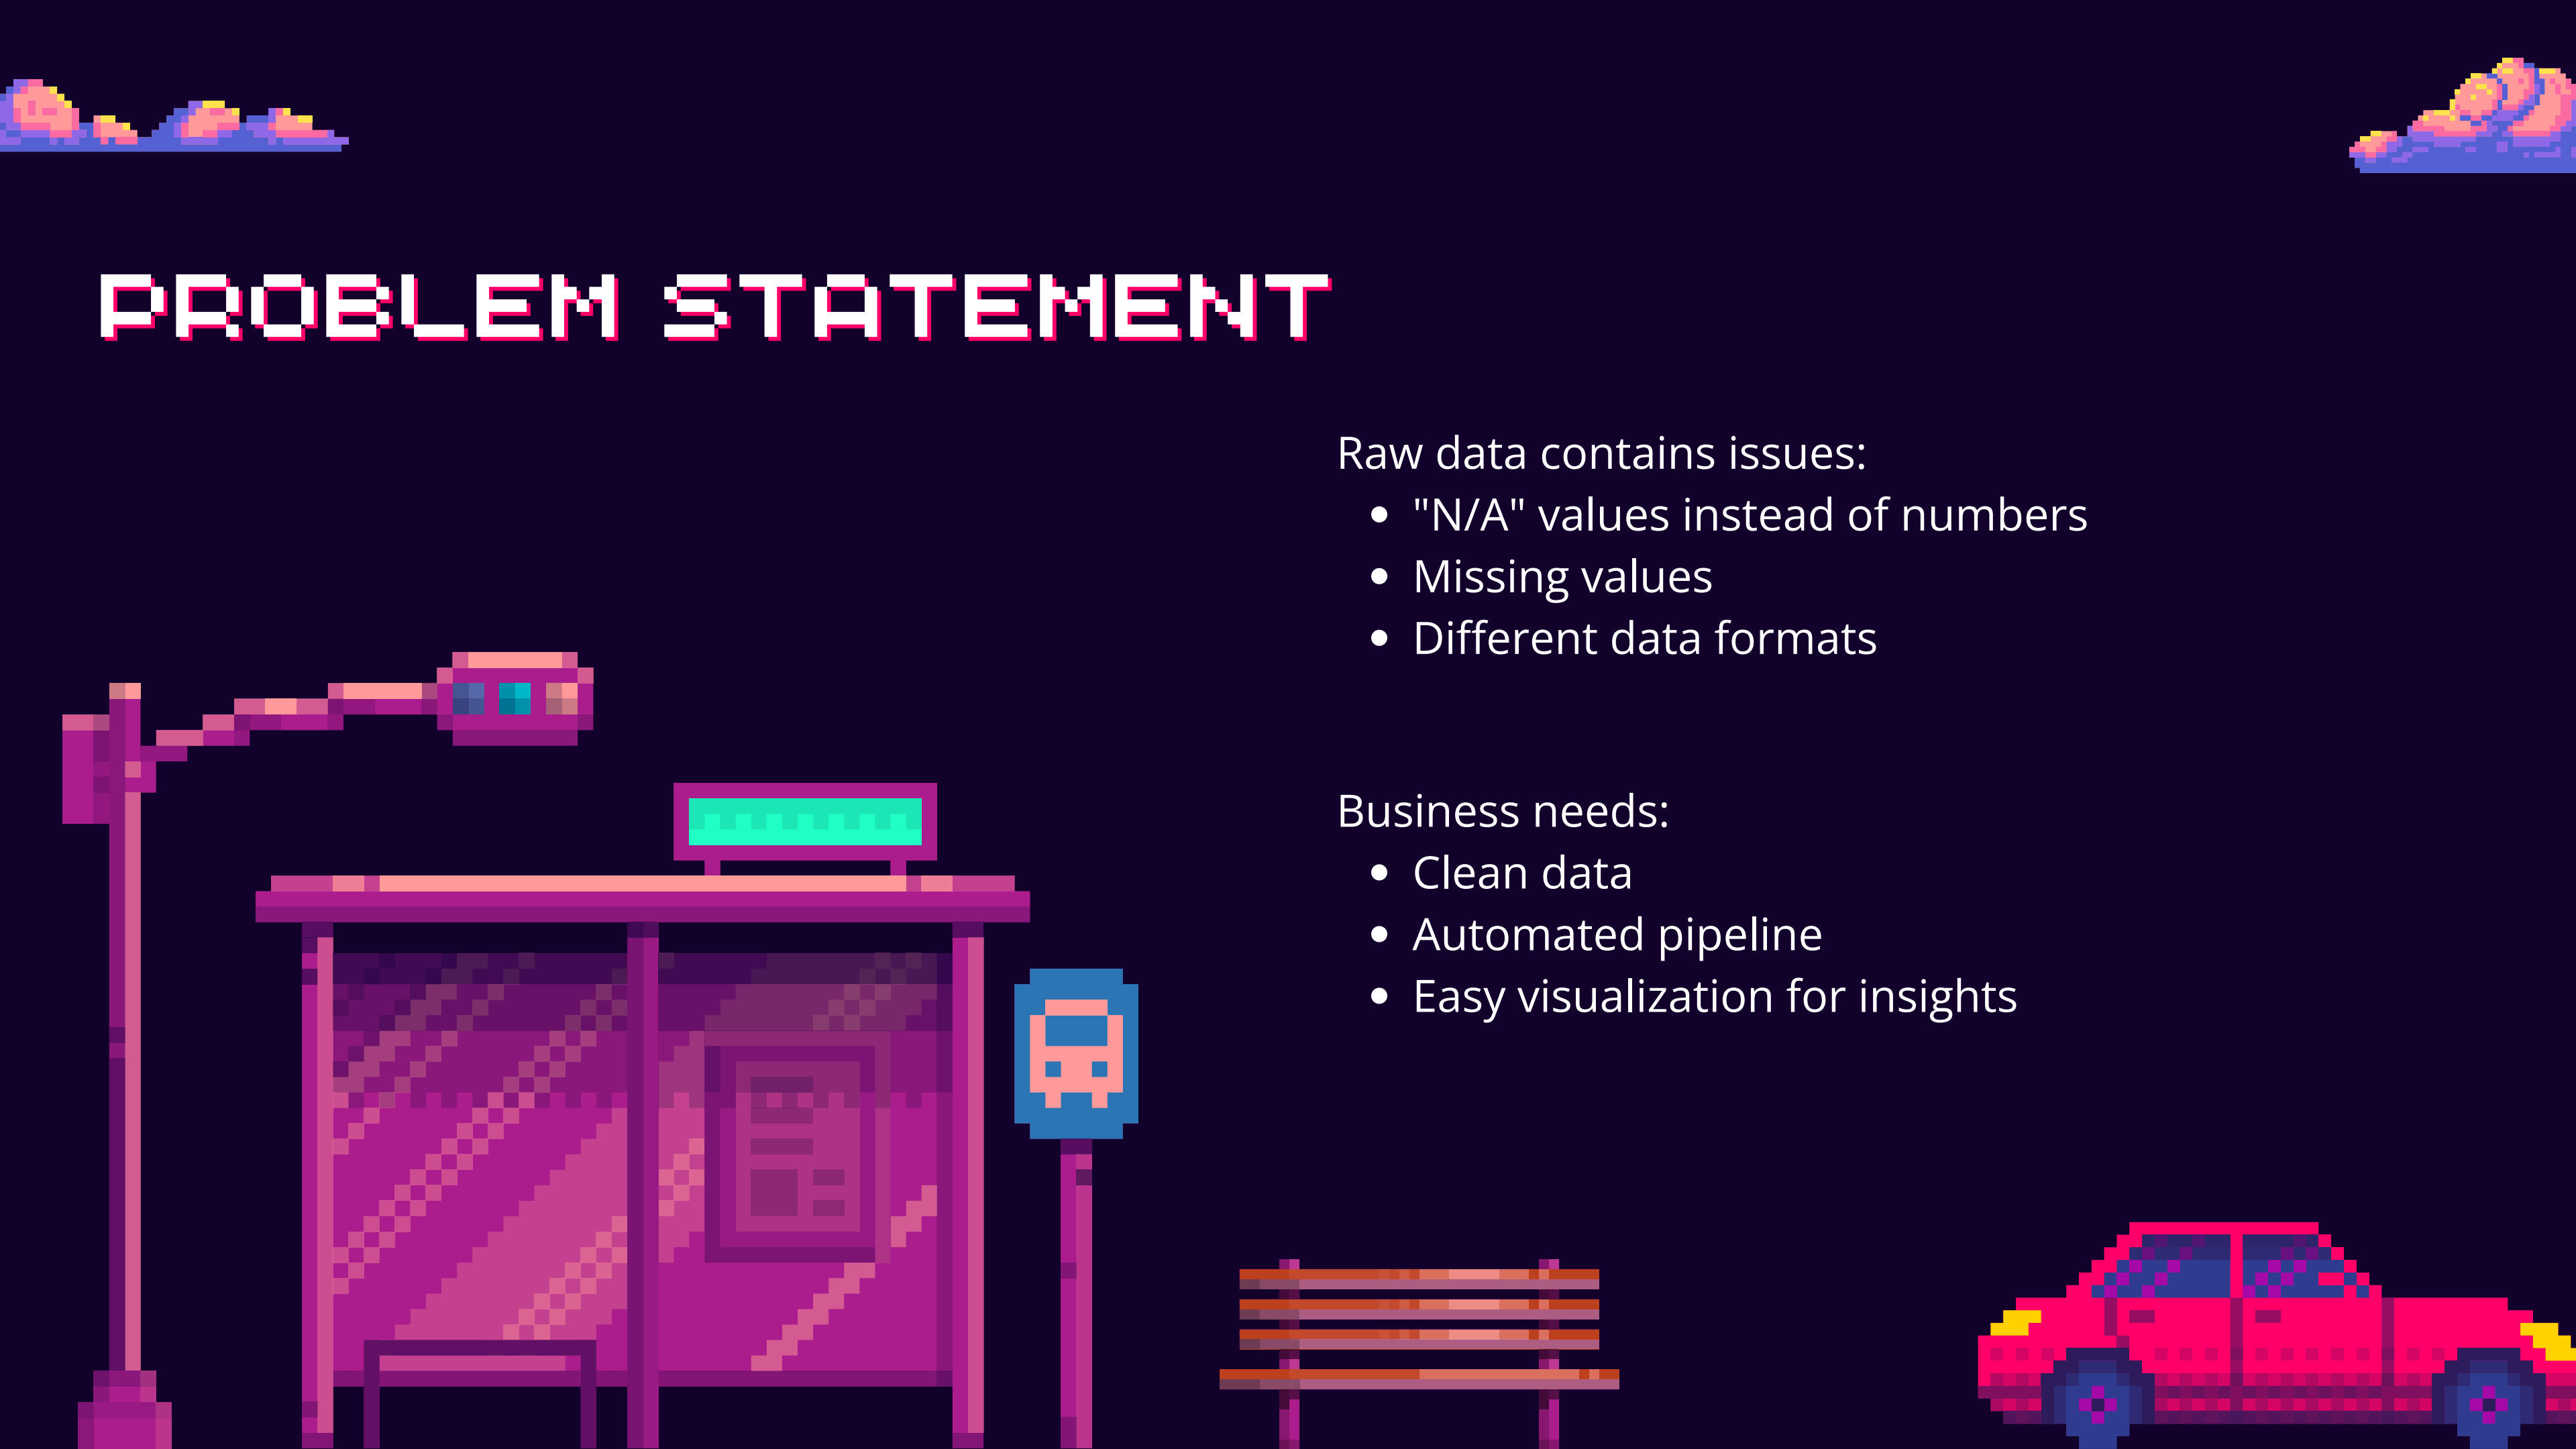 PROBLEM STATEMENT
Raw data contains issues:
• "N/A" values instead of numbers
• Missing values
• Different data formats
Business needs:
• Clean data
• Automated pipeline
• Easy visualization for insights